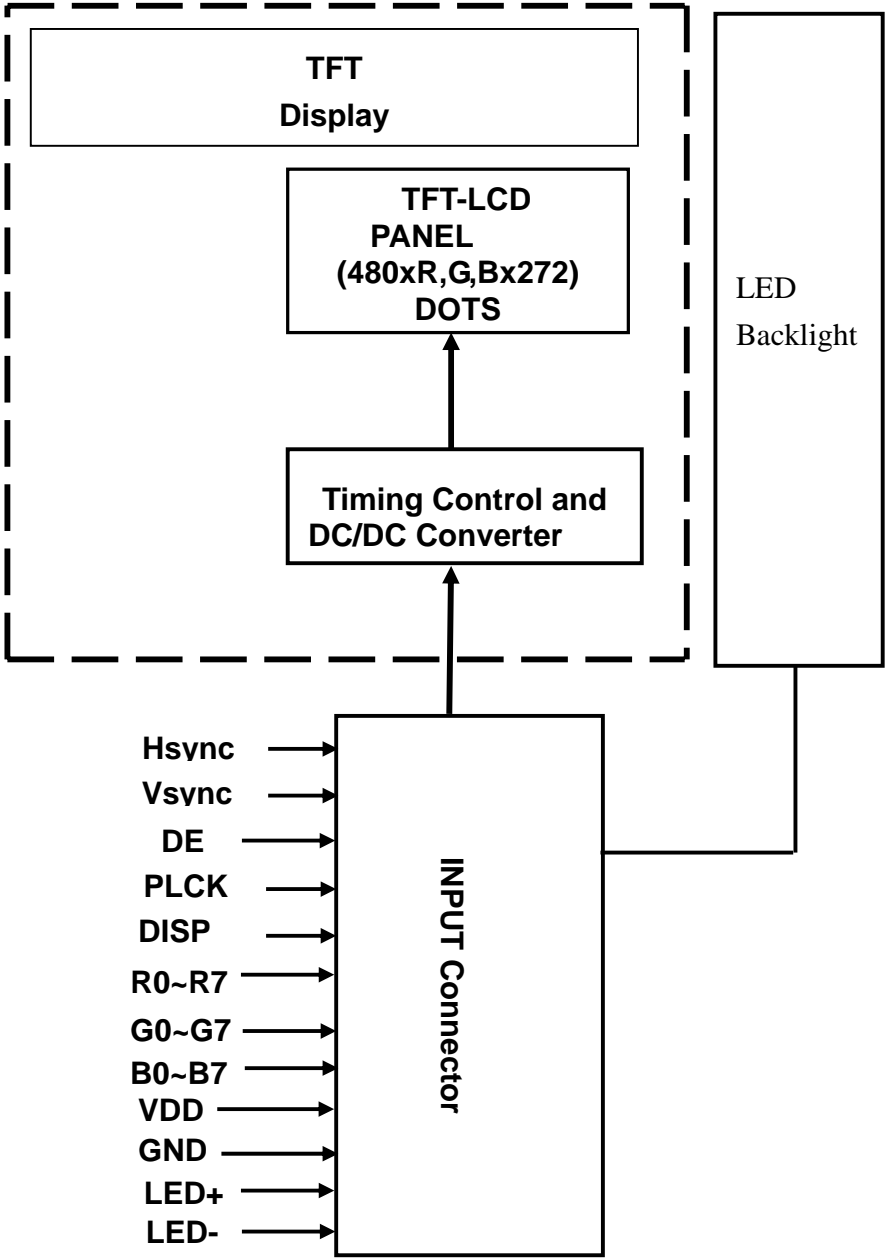 TFT
Display
TFT-LCD
PANEL
(480xR,G,Bx272)
DOTS
LED
Backlight
Timing Control and
DC/DC Converter
Hsync
Vsync
DE
PLCK
DISP
R0~R7
G0~G7
B0~B7
VDD
GND
LED+
LED-
INPUT Connector